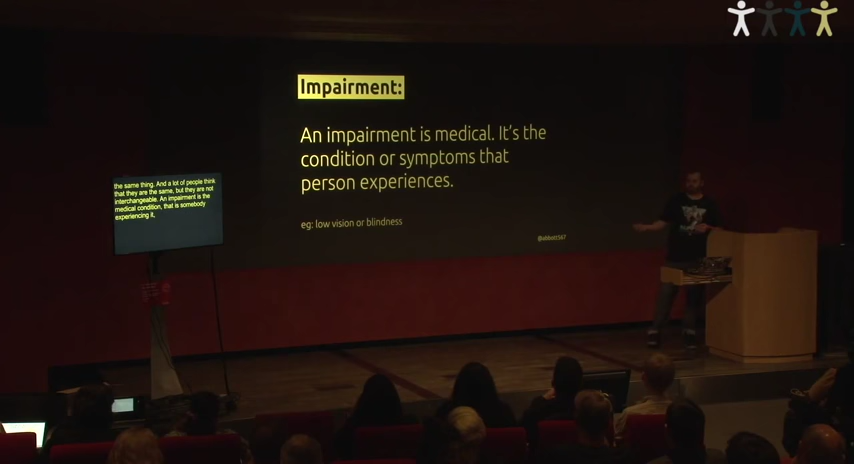 Impairment:
An impairment is medical. It's the
condition or symptoms that
person experiences.
eg: low vision or blindness
the same thing. And a lot of people think
that they are the same, but they are not
interchangeable. An impairment is the
medical condition, that is somebody
experiencing it,